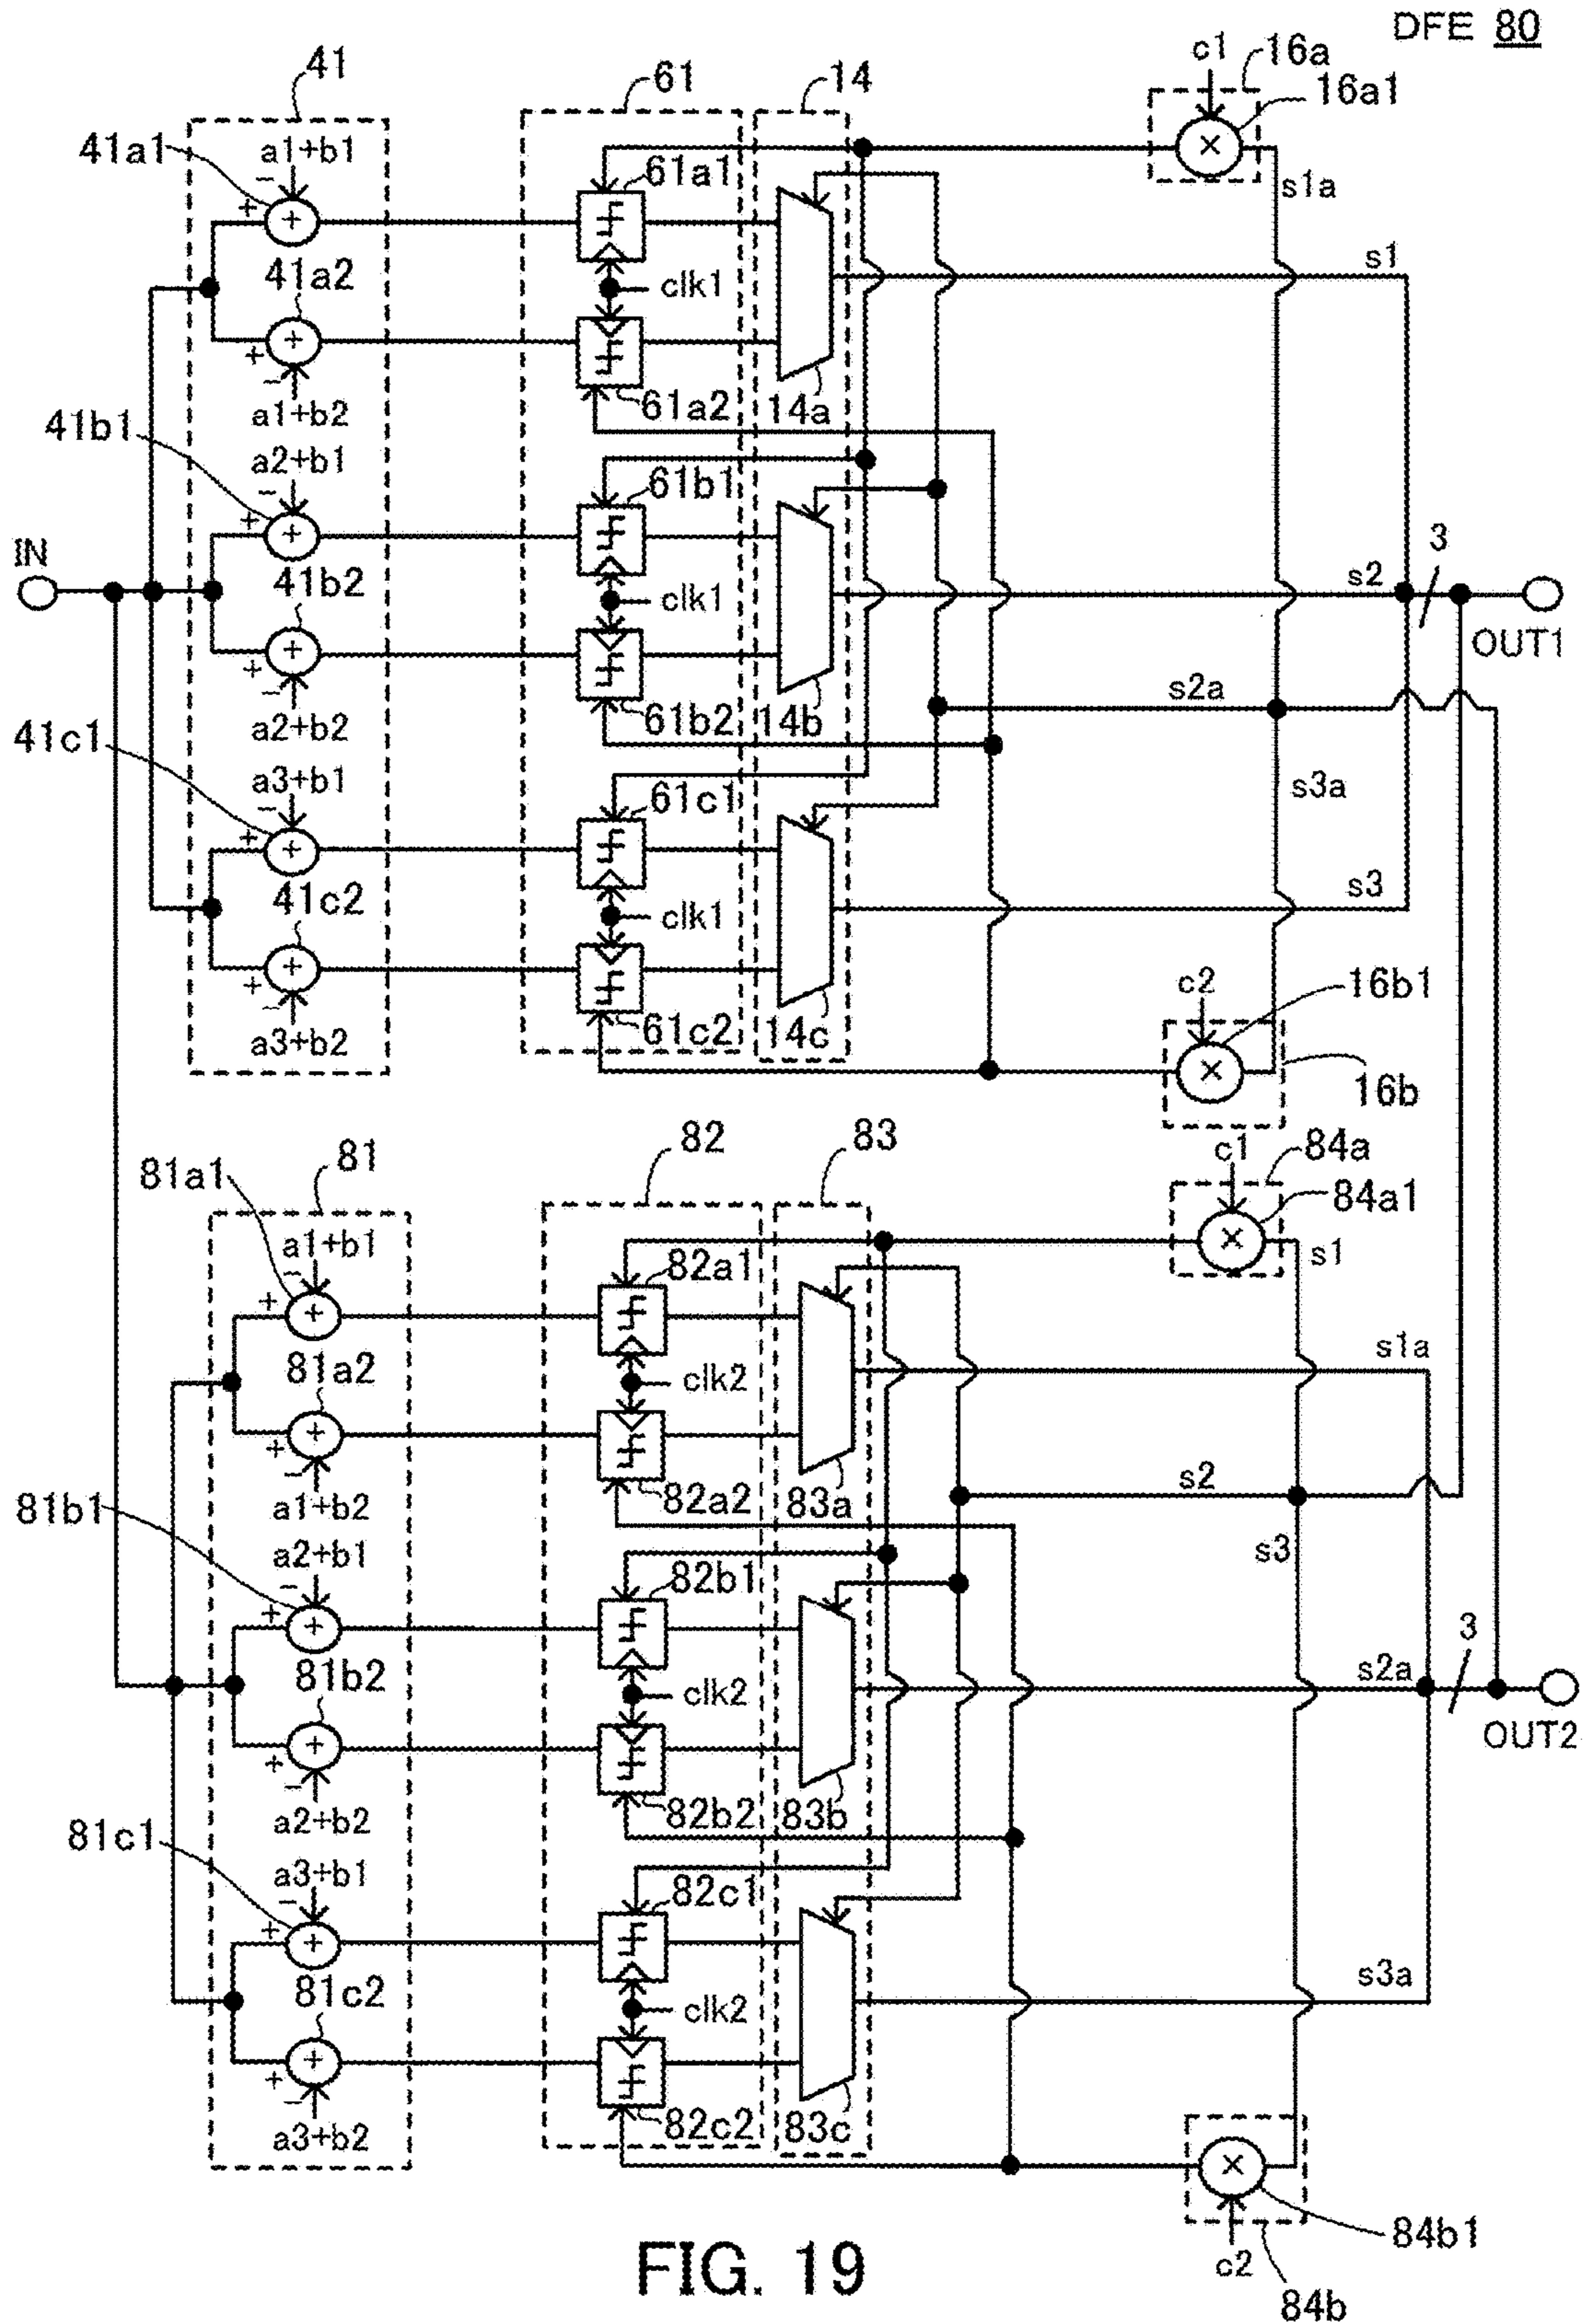 DFE 80
41
61
14
c1
16a
16a1
41a1
a1+b1
−
+
+
61a1
s1a
s1
41a2
clk1
+
+
−
a1+b2
61a2
14a
41b1
a2+b1
−
+
+
61b1
IN
41b2
clk1
s2
3
OUT1
+
+
−
a2+b2
61b2
14b
s2a
41c1
a3+b1
−
+
+
61c1
s3a
41c2
clk1
s3
+
+
−
a3+b2
61c2
14c
c2
16b1
16b
81a1
81
82
83
c1
84a
84a1
a1+b1
−
+
+
82a1
s1
s1a
81a2
clk2
+
+
−
a1+b2
82a2
83a
s2
81b1
a2+b1
−
+
+
82b1
s3
81b2
clk2
s2a
3
OUT2
+
+
−
a2+b2
82b2
83b
81c1
a3+b1
−
+
+
82c1
81c2
clk2
s3a
+
+
−
a3+b2
82c2
83c
84b1
c2
84b
FIG. 19